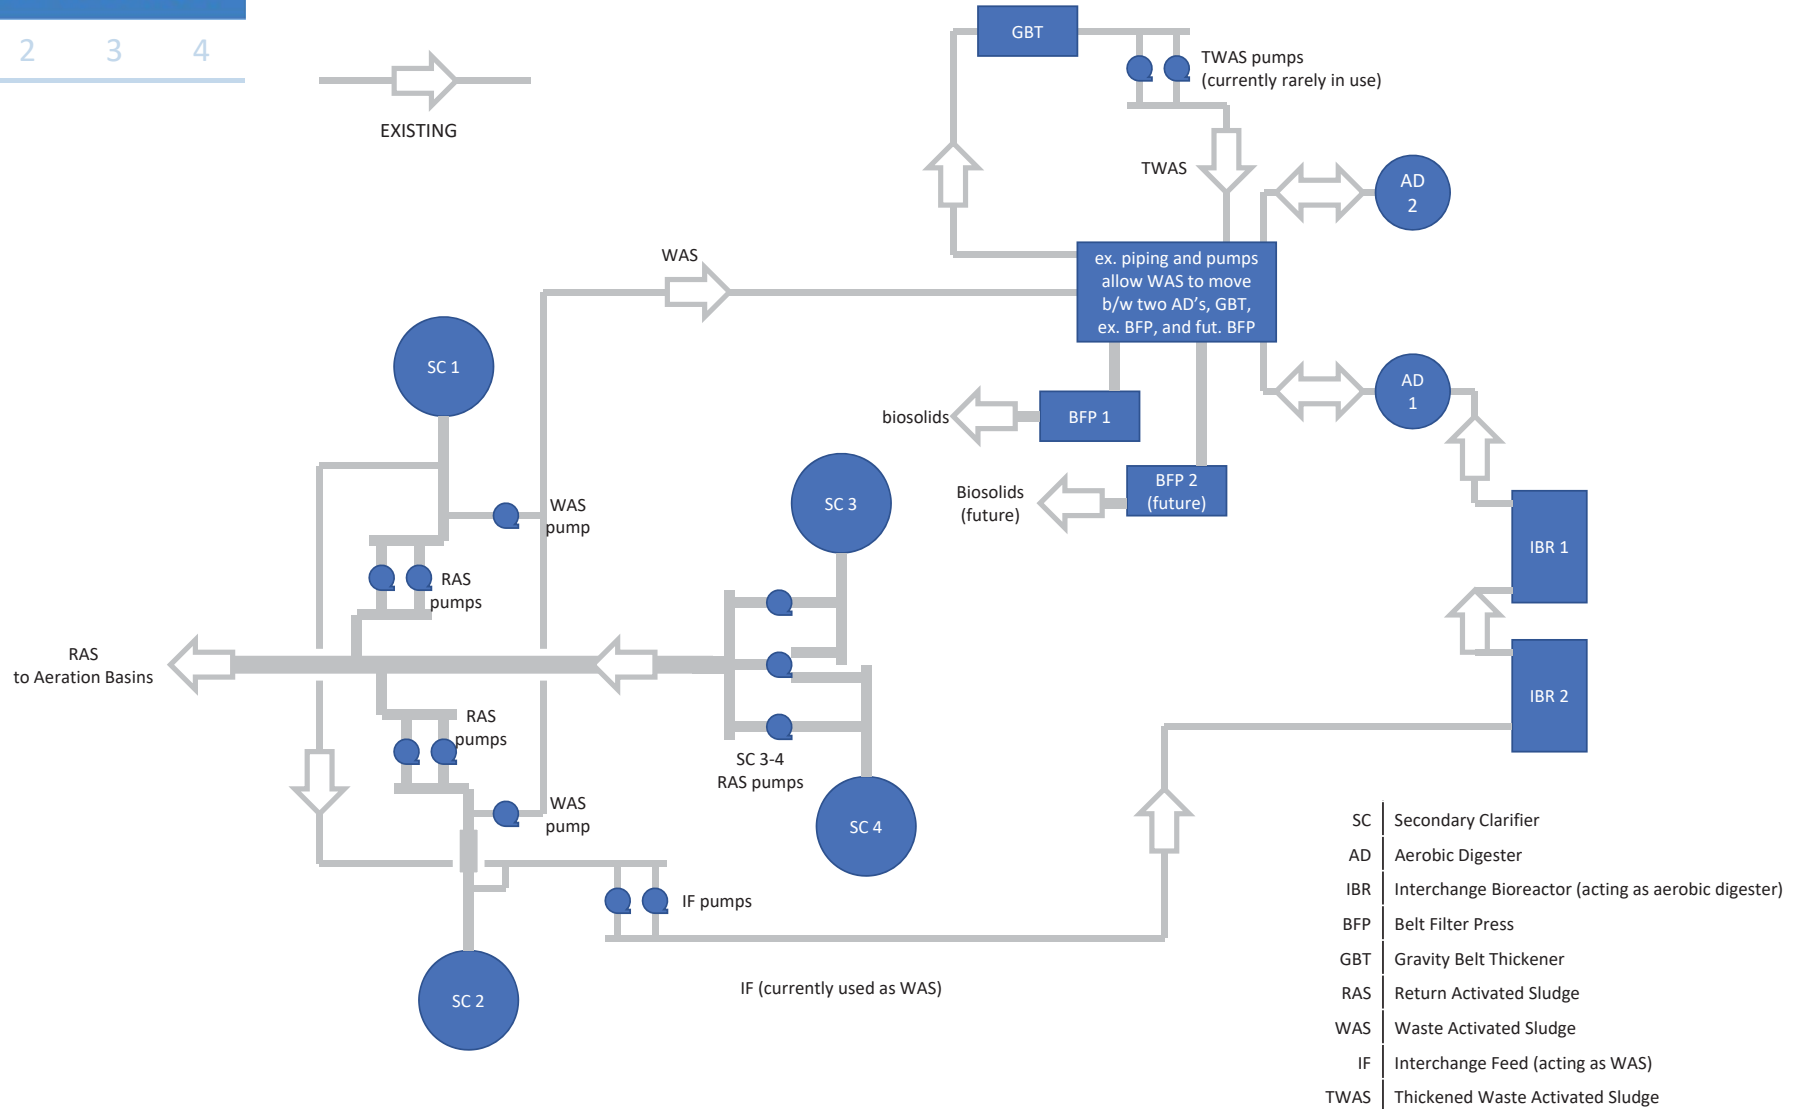 2 3 4
EXISTING
GBT
TWAS pumps
(currently rarely in use)
TWAS
AD
2
WAS
ex. piping and pumps
allow WAS to move
b/w two AD's, GBT,
ex. BFP, and fut. BFP
SC 1
AD
1
biosolids
BFP 1
BFP 2
(future)
Biosolids
(future)
SC 3
WAS
pump
IBR 1
RAS
pumps
RAS
to Aeration Basins
IBR 2
RAS
pumps
SC 3-4
RAS pumps
WAS
pump
SC 4
IF pumps
SC 2
IF (currently used as WAS)
SC Secondary Clarifier
AD Aerobic Digester
IBR Interchange Bioreactor (acting as aerobic digester)
BFP Belt Filter Press
GBT Gravity Belt Thickener
RAS Return Activated Sludge
WAS Waste Activated Sludge
IF Interchange Feed (acting as WAS)
TWAS Thickened Waste Activated Sludge